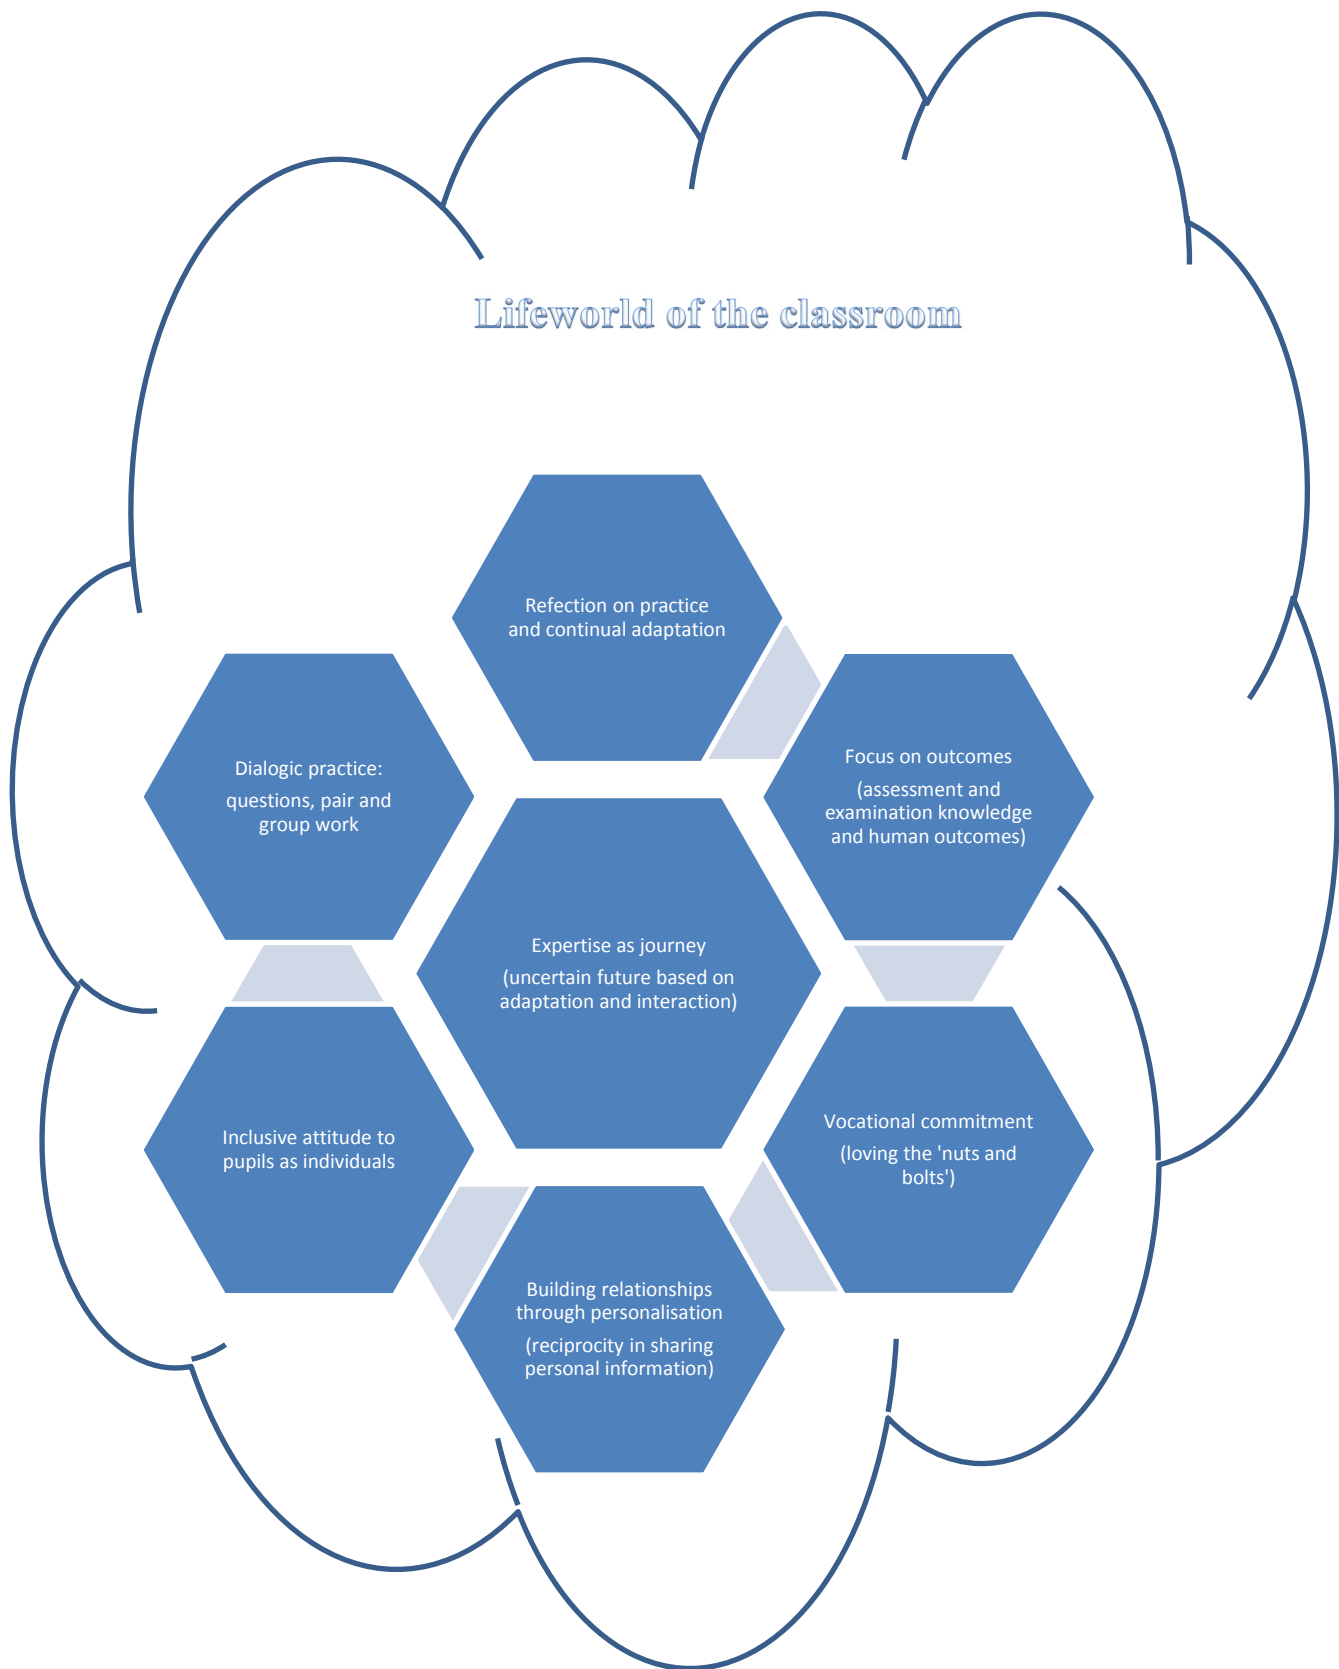 Lifeworld of the classroom
Refection on practice
and continual adaptation
Dialogic practice:
questions, pair and
group work
Focus on outcomes
(assessment and
examination knowledge
and human outcomes)
Expertise as journey
(uncertain future based on
adaptation and interaction)
Inclusive attitude to
pupils as individuals
Vocational commitment
(loving the 'nuts and
bolts')
Building relationships
through personalisation
(reciprocity in sharing
personal information)